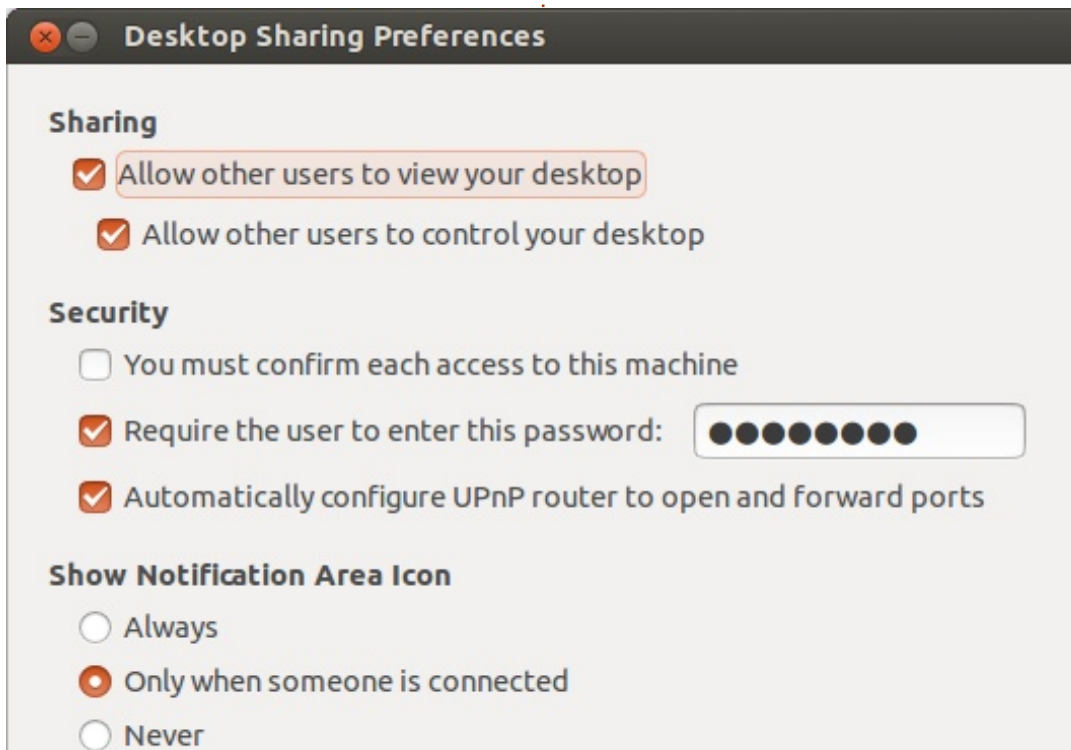 Desktop Sharing Preferences
Sharing
Allow other users to view your desktop
Allow other users to control your desktop
Security
You must confirm each access to this machine
Require the user to enter this password: ●●●●●●●●
Automatically configure UPnP router to open and forward ports
Show Notification Area Icon
Always
Only when someone is connected
Never